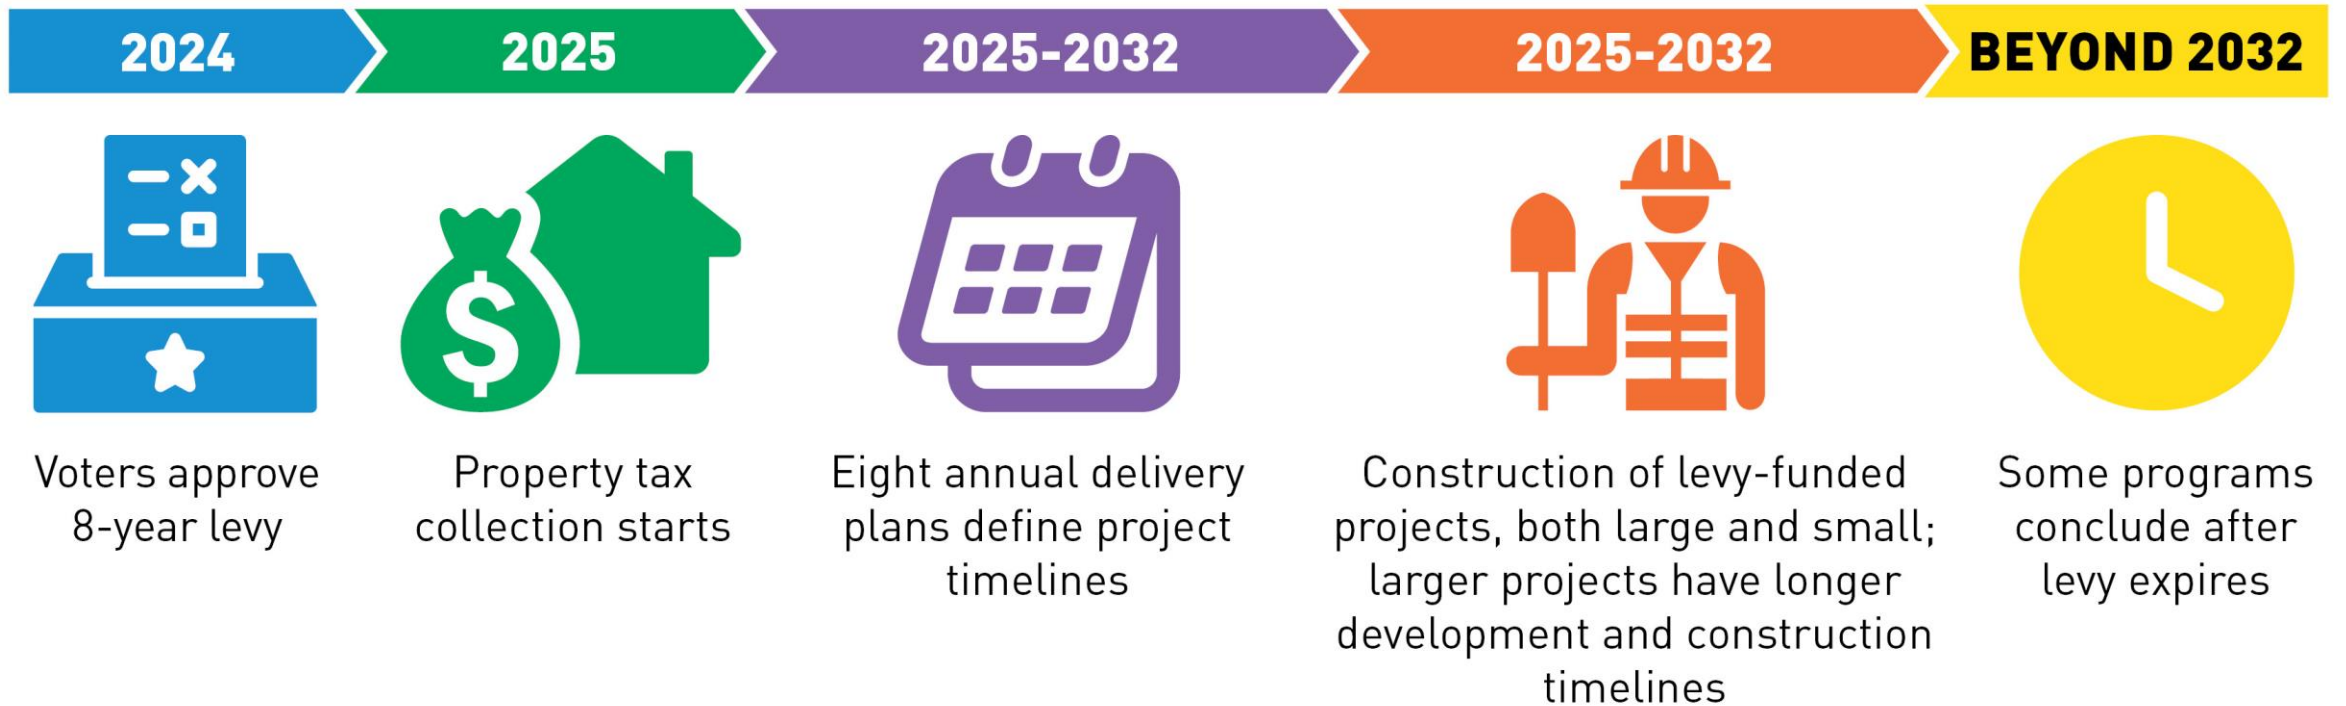 2024
2025
2025-2032
2025-2032
BEYOND 2032
$
Voters approve
8-year levy
Property tax
collection starts
Eight annual delivery
plans define project
timelines
Construction of levy-funded
projects, both large and small;
larger projects have longer
development and construction
timelines
Some programs
conclude after
levy expires